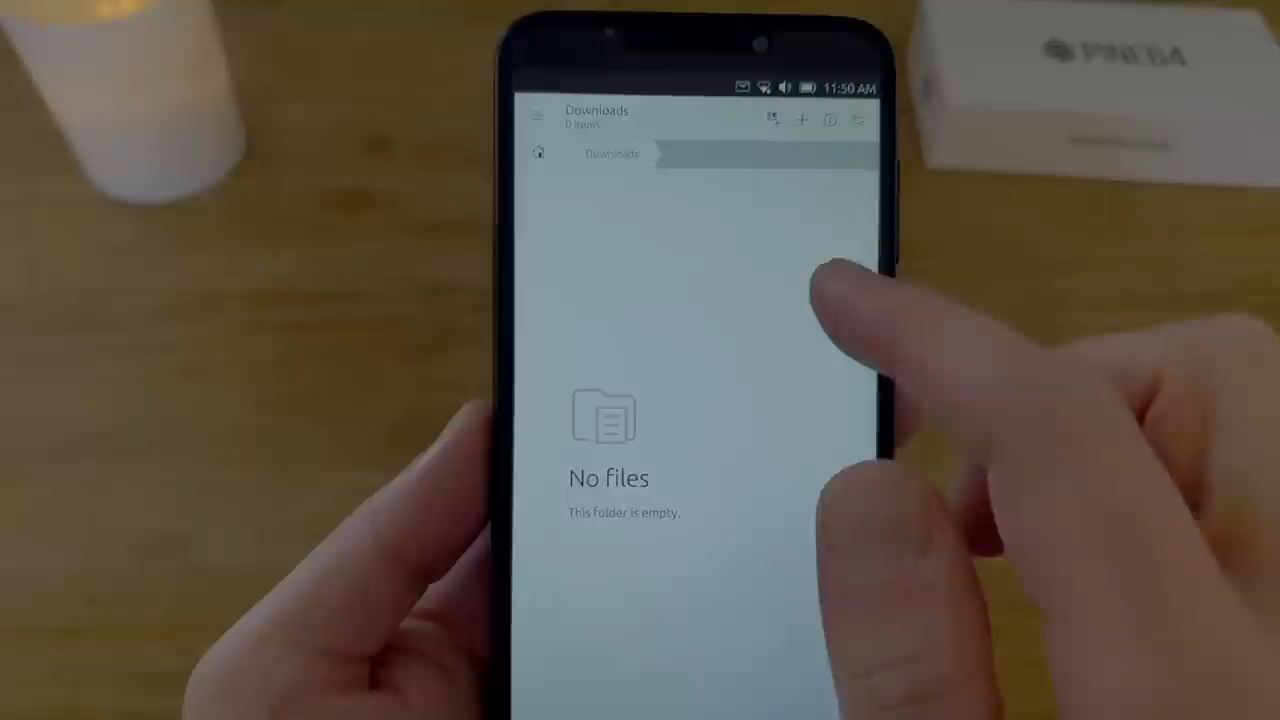 PINE64
11:50 AM
Downloads
0 items
Downloads
No files
This folder is empty.